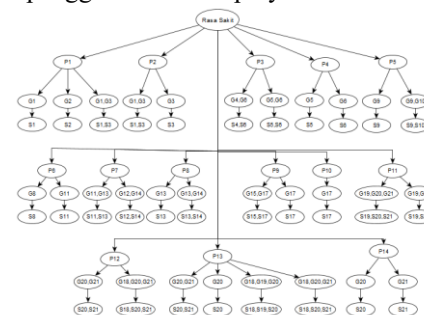 Rasa Sakit
P1 P2 P3 P4 P5
G1 G2 G1,G3 G1,G3 G3 G4,G6 G5,G6 G5 G6 G9 G9,G10
S1 S2 S1,S3 S1,S3 S3 S4,S6 S5,S6 S5 S6 S9 S9,S10
P6 P7 P8 P9 P10 P11
G8 G11 G11,G13 G12,G14 G13 G13,G14 G15,G17 G17 G17 G19,G20,G21 G19,G21
S8 S11 S11,S13 S12,S14 S13 S13,S14 S15,S17 S17 S17 S19,S20,S21
P12 P13 P14
G20,G21 G18,G20,G21 G20,G21 G20 G18,G19,G20 G18,G20,G21 G20 G21
S20,S21 S18,S20,S21 S20,S21 S20 S18,S19,S20 S18,S20,S21 S20 S21